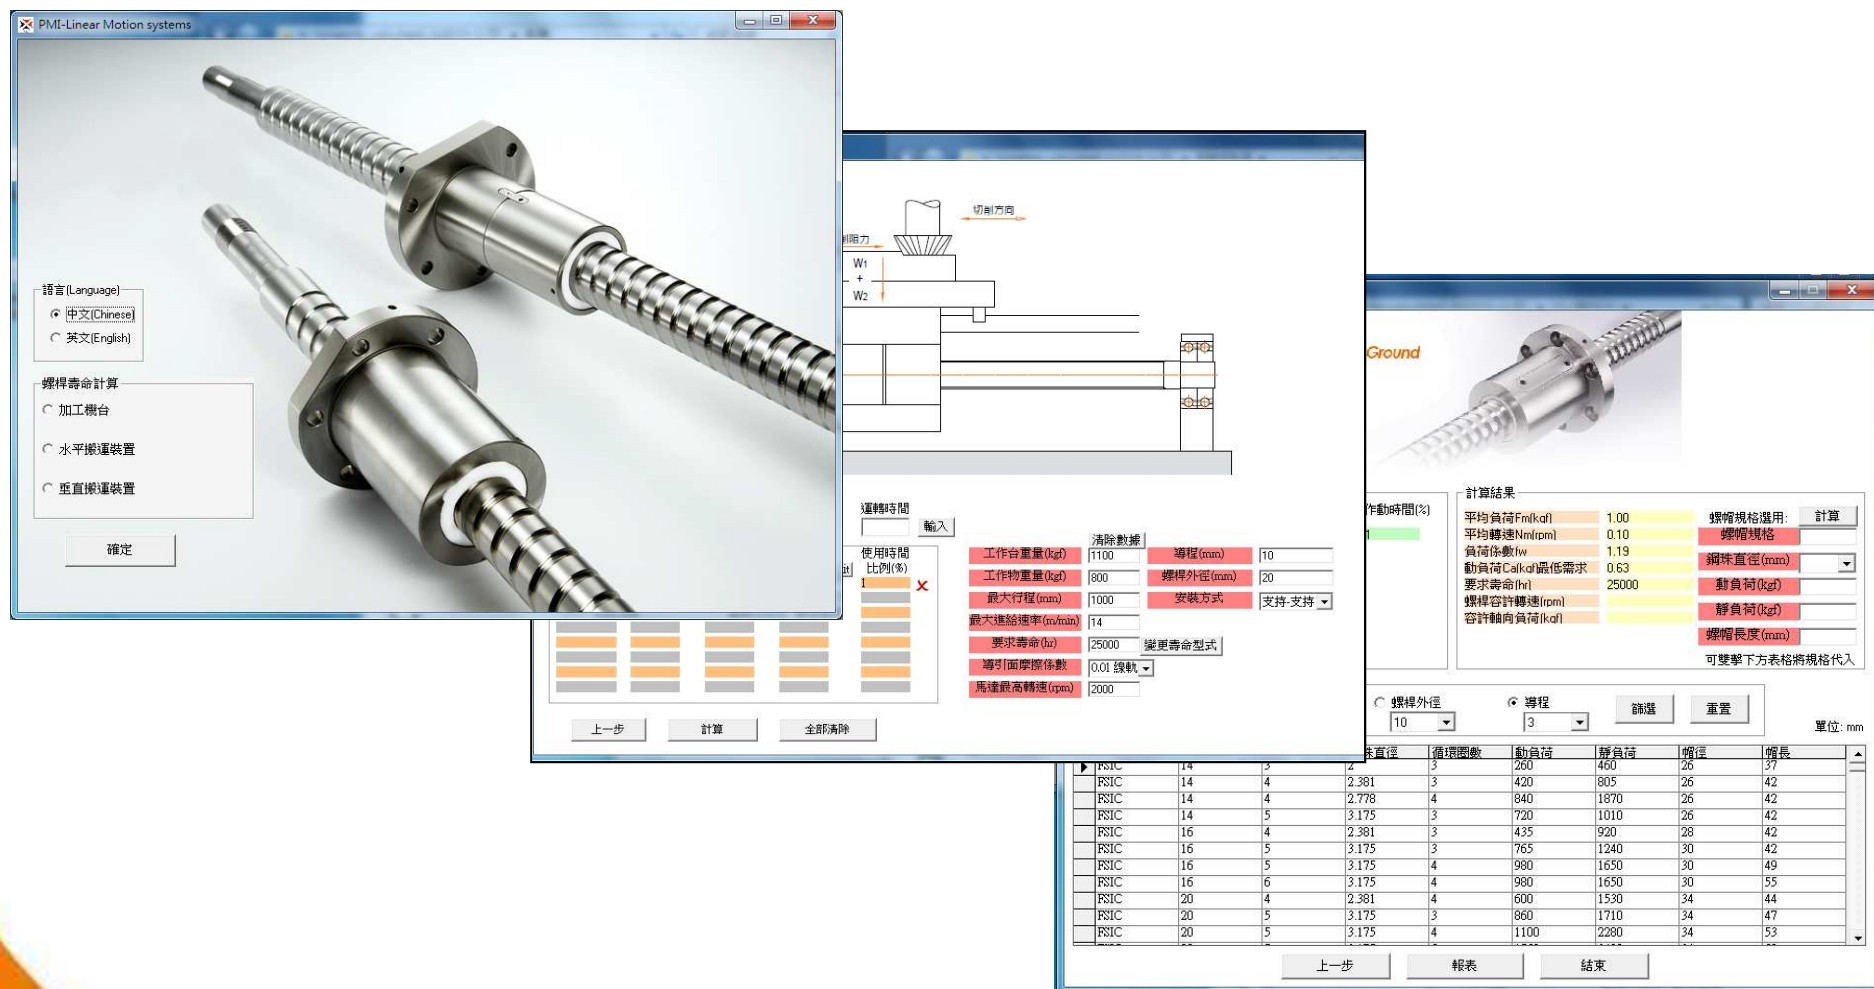 PMI-Linear Motion systems
語言(Language)
中文(Chinese)
英文(English)
螺桿壽命計算
加工機台
水平搬運裝置
垂直搬運裝置
確定
切削方向
削阻力
W1
+
W2
運轉時間
輸入
使用時間
比例(%)
1
清除數據
工作台重量(kgf) 1100 導程(mm) 10
工作物重量(kgf) 800 螺桿外徑(mm) 20
最大行程(mm) 1000 安裝方式 支持-支持
最大進給速率(m/min) 14
要求壽命(hr) 25000 變更壽命型式
導引面摩擦係數 0.01 線軌
馬達最高轉速(rpm) 2000
上一步 計算 全部清除
Ground
作動時間(%)
1
計算結果
平均負荷Fm(kgf) 1.00 螺帽規格選用: 計算
平均轉速Nm(rpm) 0.10 螺帽規格
負荷係數fw 1.19 鋼珠直徑(mm)
動負荷Ca(kgf)最低需求 0.63
要求壽命(hr) 25000 動負荷(kgf)
螺桿容許轉速(rpm) 靜負荷(kgf)
容許軸向負荷(kgf) 螺帽長度(mm)
可雙擊下方表格將規格代入
螺桿外徑 導程 篩選 重置
10 3
單位: mm
珠直徑 循環圈數 動負荷 靜負荷 帽徑 帽長
FSIC 14 3 2 3 260 460 26 37
FSIC 14 4 2.381 3 420 805 26 42
FSIC 14 4 2.778 4 840 1870 26 42
FSIC 14 5 3.175 3 720 1010 26 42
FSIC 16 4 2.381 3 435 920 28 42
FSIC 16 5 3.175 3 765 1240 30 42
FSIC 16 5 3.175 4 980 1650 30 49
FSIC 16 6 3.175 4 980 1650 30 55
FSIC 20 4 2.381 4 600 1530 34 44
FSIC 20 5 3.175 3 860 1710 34 47
FSIC 20 5 3.175 4 1100 2280 34 53
上一步 報表 結束